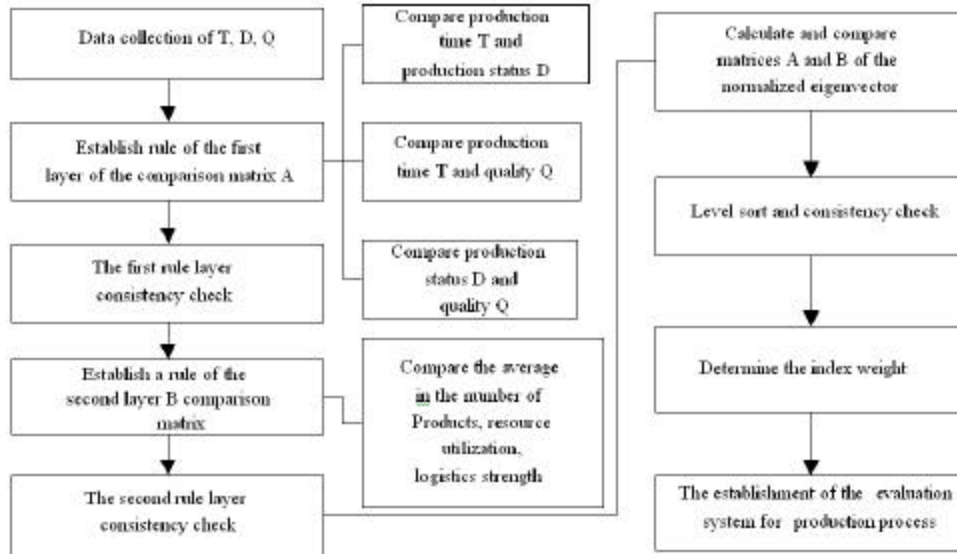 Data collection of T, D, Q
Establish rule of the first
layer of the comparison matrix A
The first rule layer
consistency check
Establish a rule of the
second layer B comparison
matrix
The second rule layer
consistency check
Compare production
time T and
production status D
Compare production
time T and quality Q
Compare production
status D and
quality Q
Compare the average
in the number of
Products, resource
utilization,
logistics strength
Calculate and compare
matrices A and B of the
normalized eigenvector
Level sort and consistency check
Determine the index weight
The establishment of the evaluation
system for production process